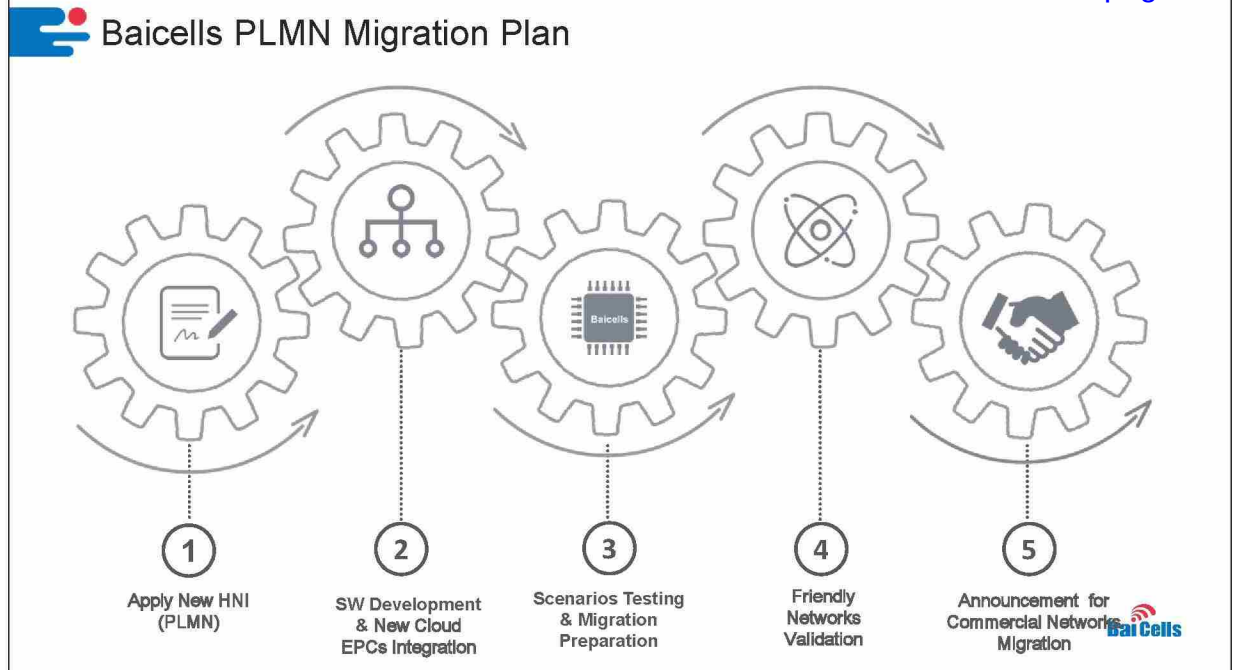 Baicells PLMN Migration Plan
Baicells
1
2
3
4
5
Apply New HNI
(PLMN)
SW Development
& New Cloud
EPCs Integration
Scenarios Testing
& Migration
Preparation
Friendly
Networks
Validation
Announcement for
Commercial Networks
Migration
BaiCells